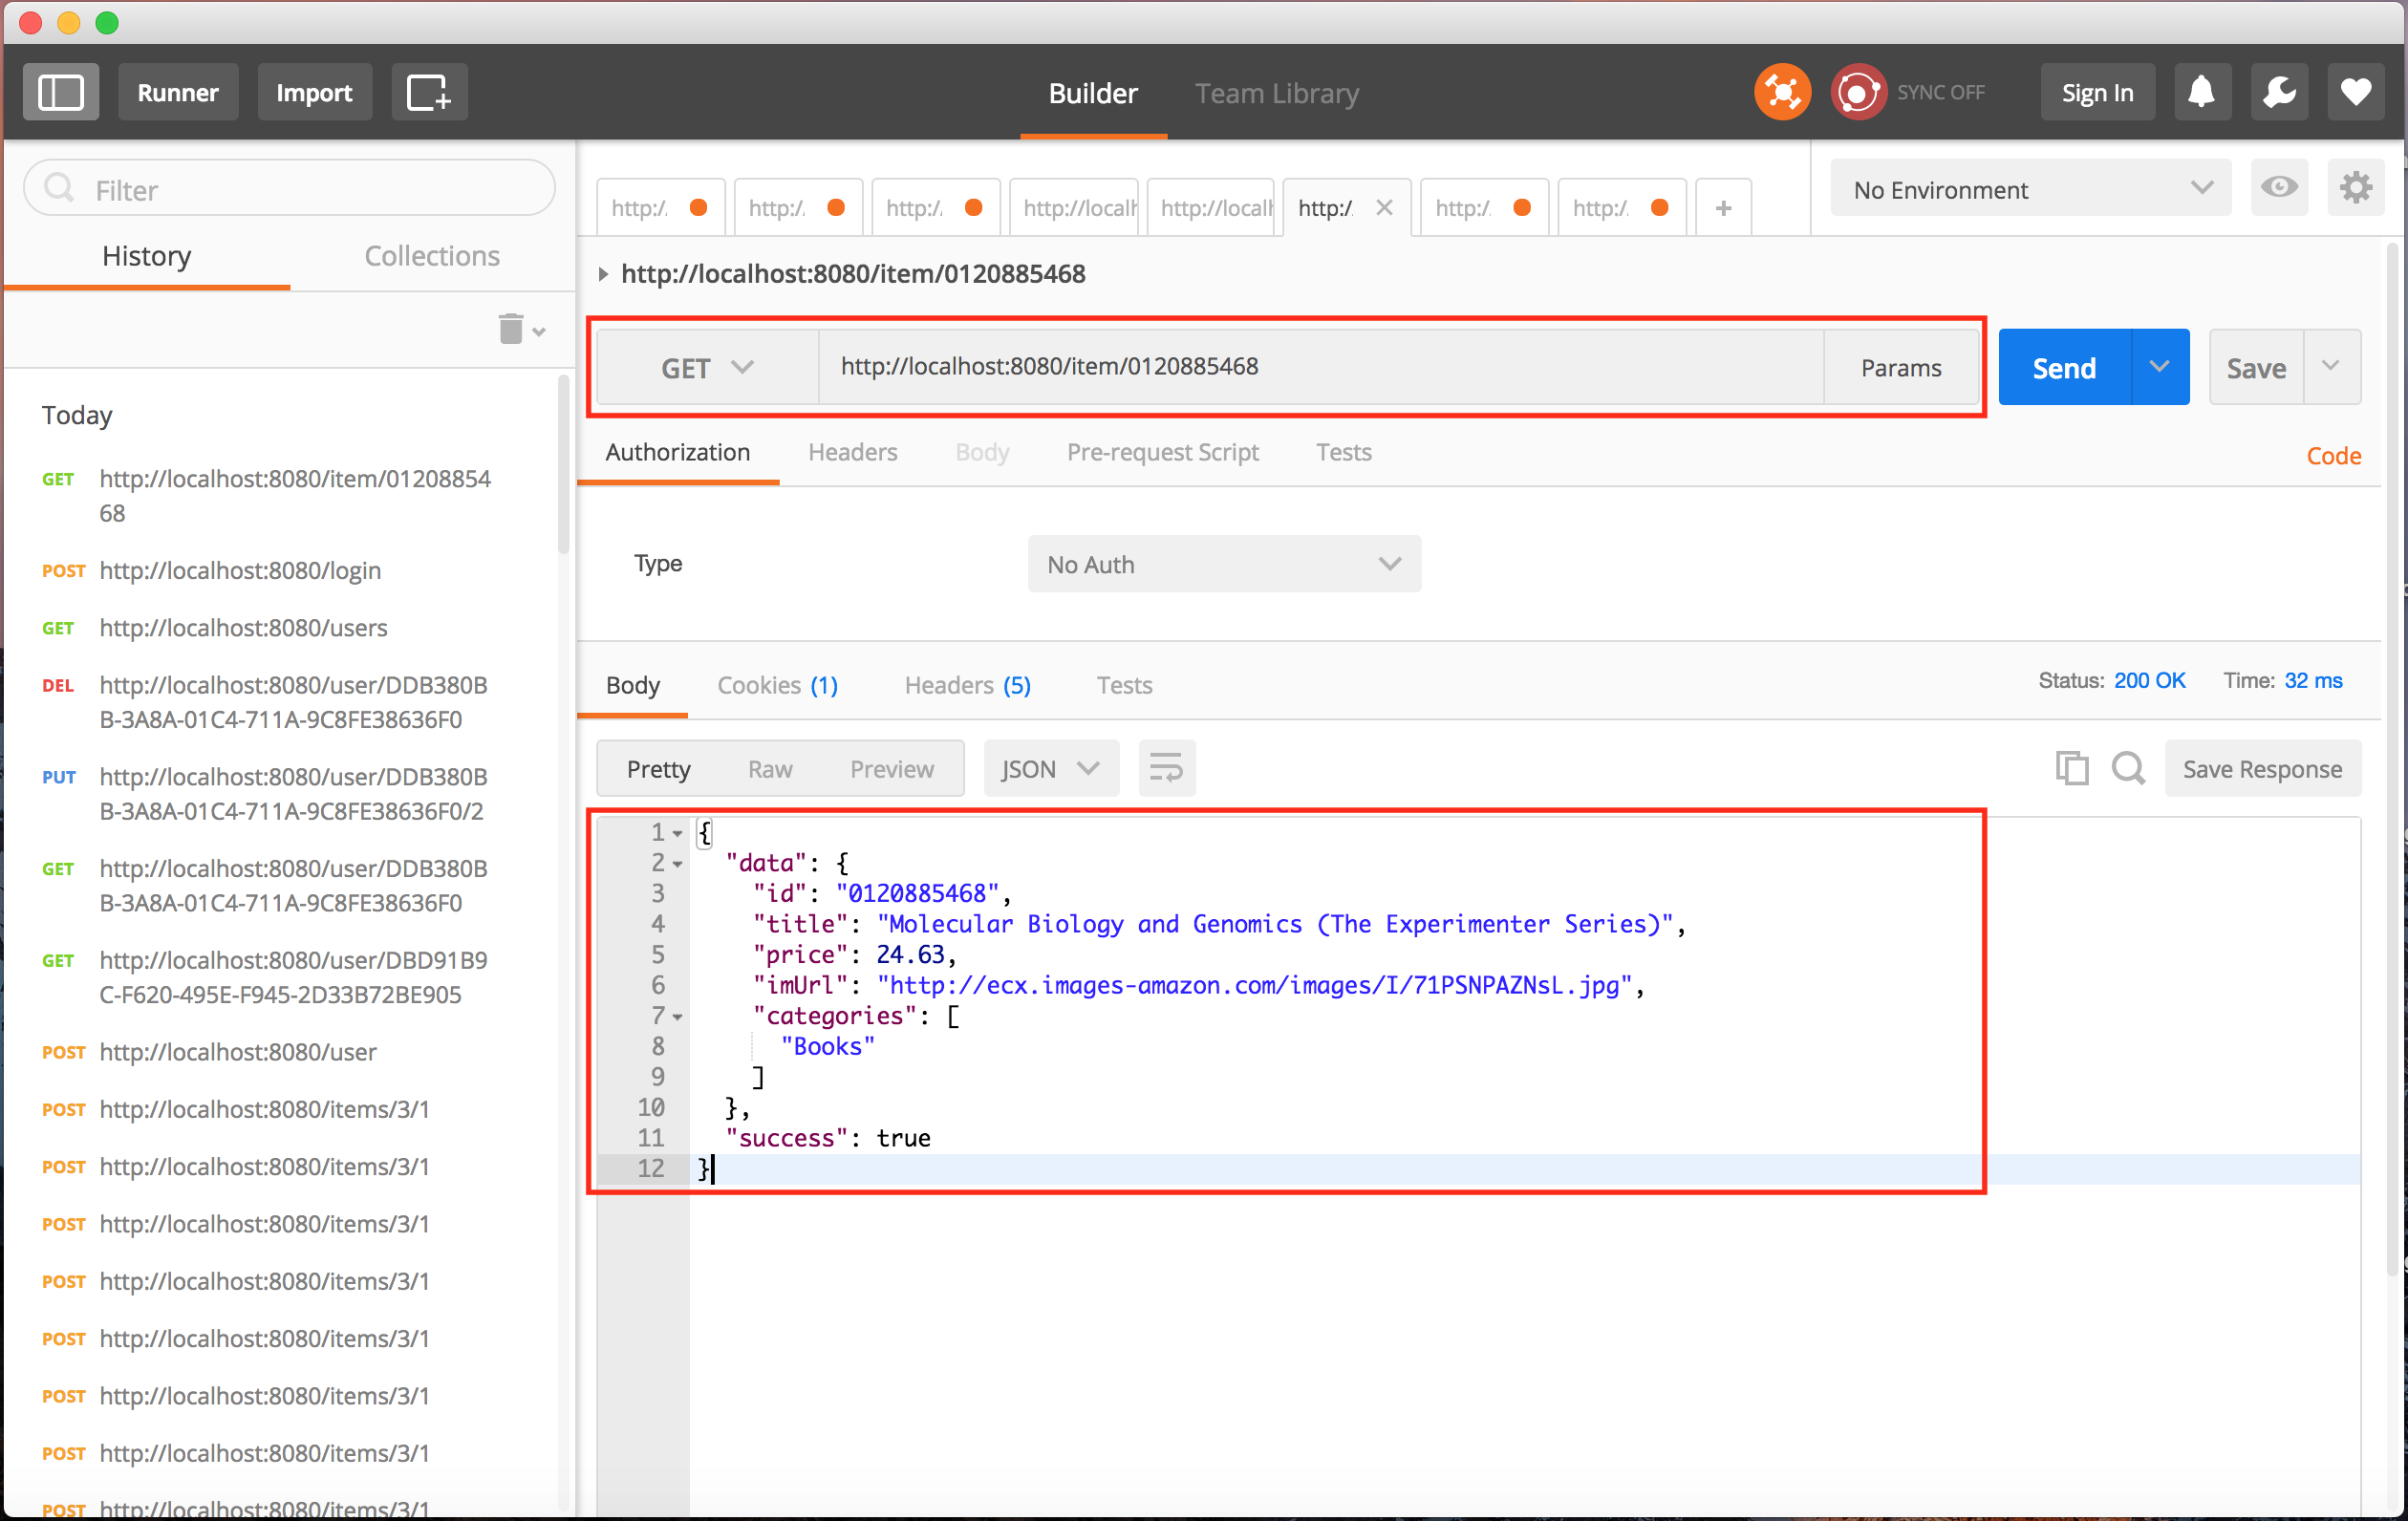 Runner
Import
Builder
Team Library
SYNC OFF
Sign In
Filter
History
Collections
Today
GET http://localhost:8080/item/01208854
68
POST http://localhost:8080/login
GET http://localhost:8080/users
DEL http://localhost:8080/user/DDB380B
B-3A8A-01C4-711A-9C8FE38636F0
PUT http://localhost:8080/user/DDB380B
B-3A8A-01C4-711A-9C8FE38636F0/2
GET http://localhost:8080/user/DDB380B
B-3A8A-01C4-711A-9C8FE38636F0
GET http://localhost:8080/user/DBD91B9
C-F620-495E-F945-2D33B72BE905
POST http://localhost:8080/user
POST http://localhost:8080/items/3/1
POST http://localhost:8080/items/3/1
POST http://localhost:8080/items/3/1
POST http://localhost:8080/items/3/1
POST http://localhost:8080/items/3/1
POST http://localhost:8080/items/3/1
POST http://localhost:8080/items/3/1
POST http://localhost:8080/items/3/1
http:/. http:/. http:/. http://localh http://localh http:/. http:/. http:/. +
No Environment
http://localhost:8080/item/0120885468
GET http://localhost:8080/item/0120885468 Params
Send
Save
Authorization Headers Body Pre-request Script Tests
Code
Type
No Auth
Body Cookies (1) Headers (5) Tests
Status: 200 OK Time: 32 ms
Pretty Raw Preview JSON
Save Response
1 {
2 "data": {
3 "id": "0120885468",
4 "title": "Molecular Biology and Genomics (The Experimenter Series)",
5 "price": 24.63,
6 "imUrl": "http://ecx.images-amazon.com/images/I/71PSNPAZNsL.jpg",
7 "categories": [
8 "Books"
9 ]
10 },
11 "success": true
12 }